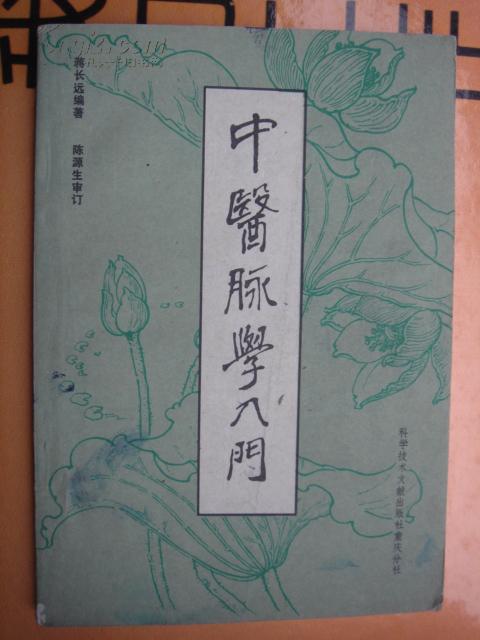 蒋长远编著
陈源生审订
中醫脉學入門
科学技术文献出版社重庆分社